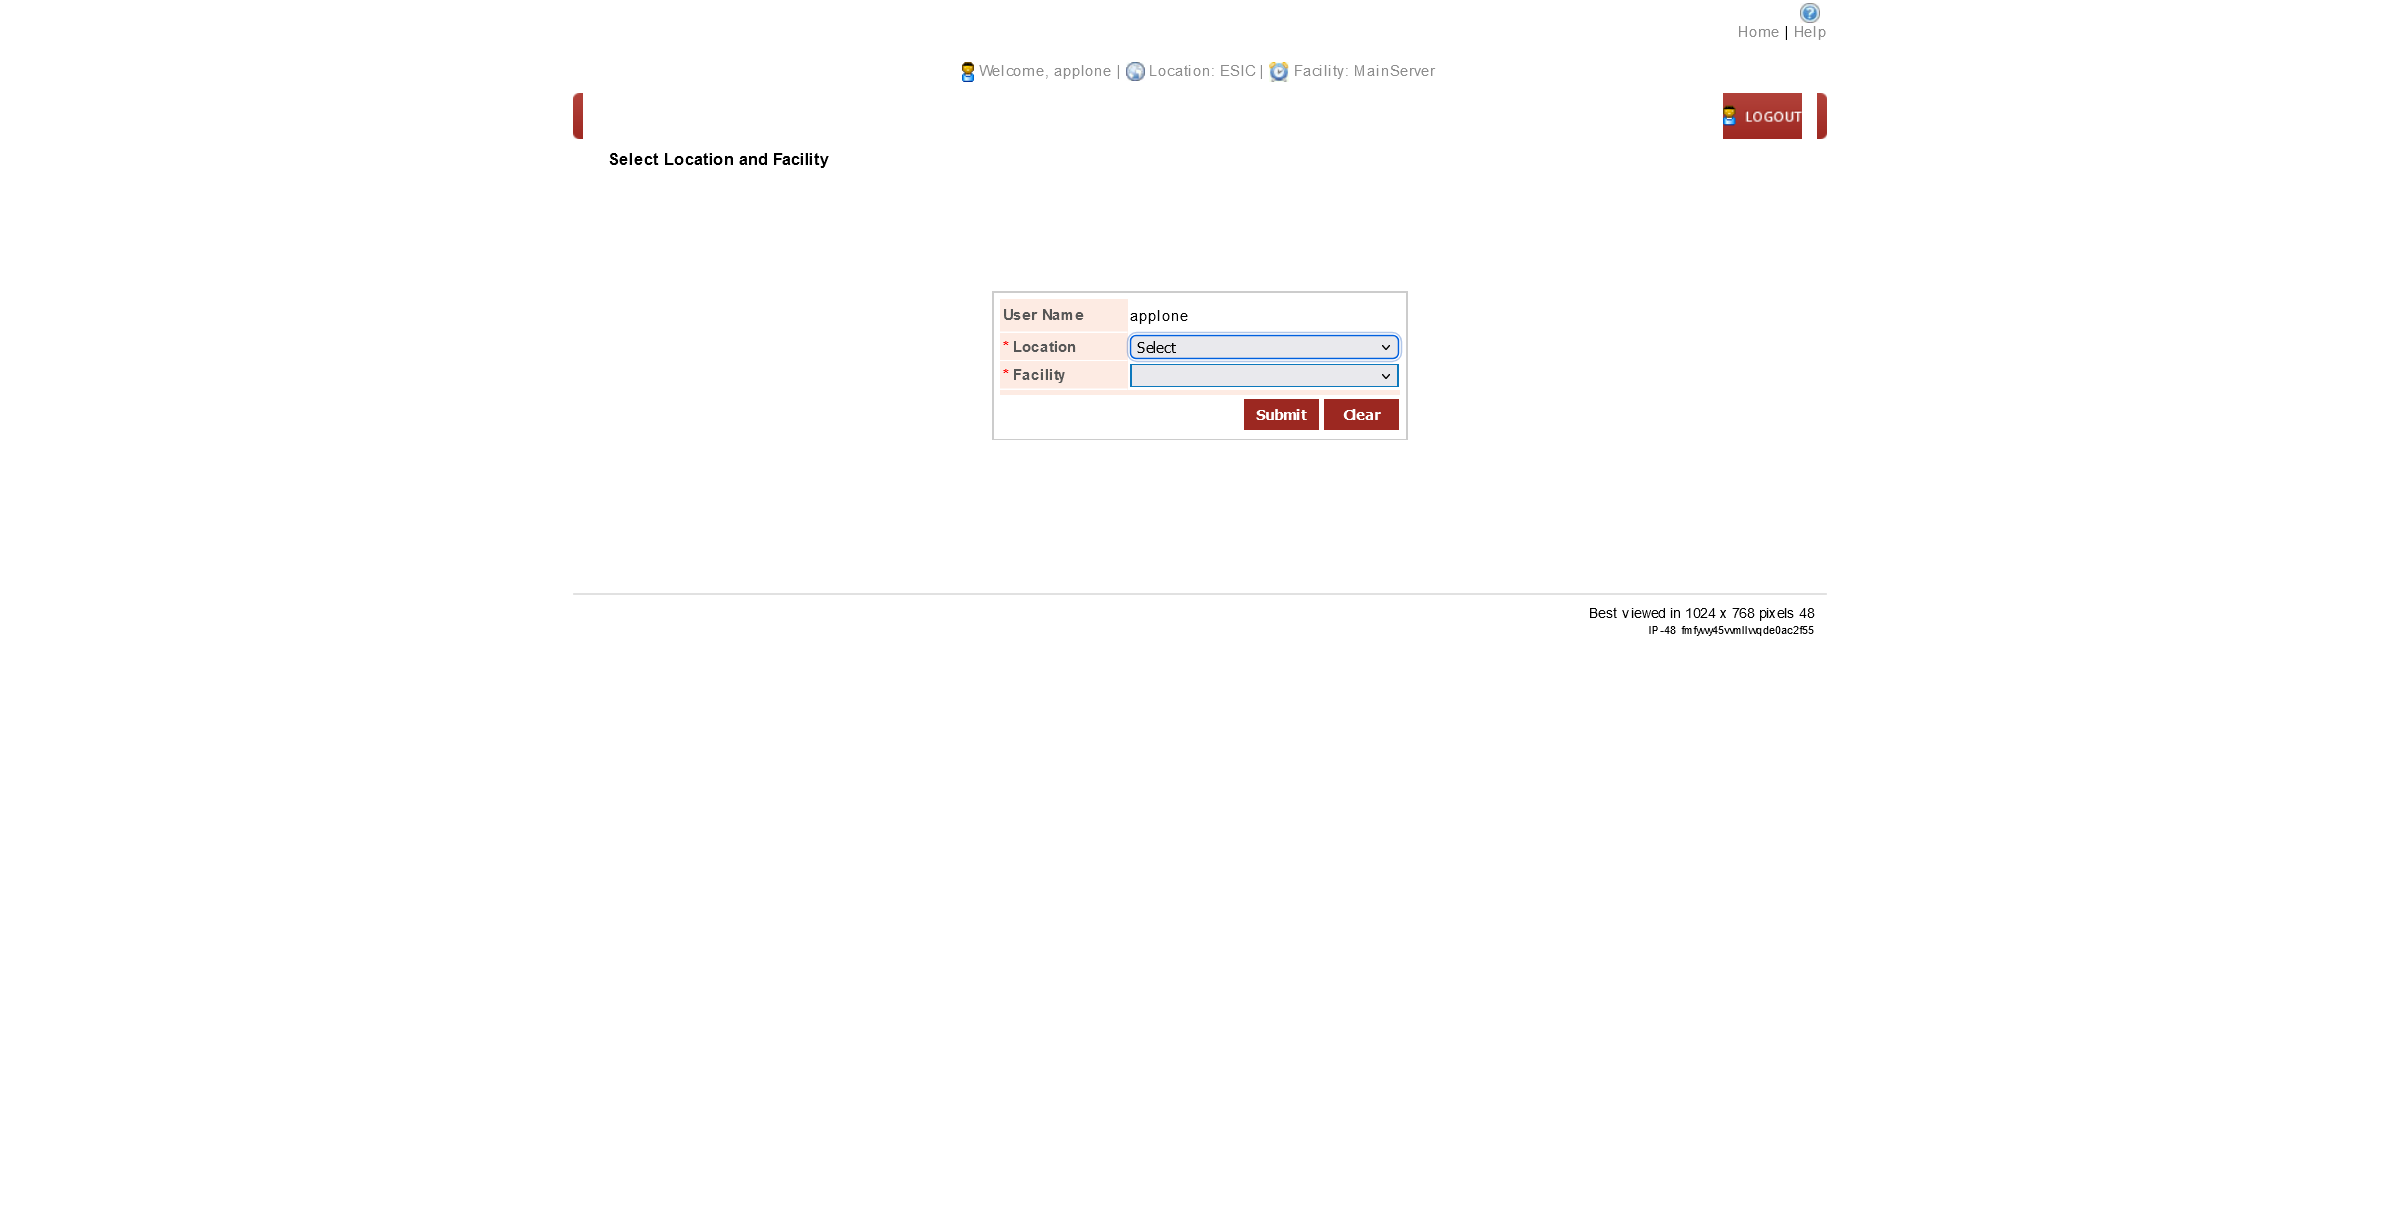 Home | Help
Welcome, applone | Location: ESIC | Facility: MainServer
LOGOUT
Select Location and Facility
User Name applone
* Location Select
* Facility
Submit Clear
Best viewed in 1024 x 768 pixels 48
IP-48